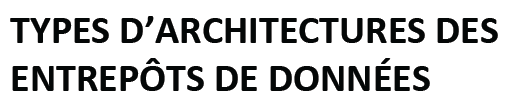 TYPES D’ARCHITECTURES DES
ENTREPÔTS DE DONNÉES